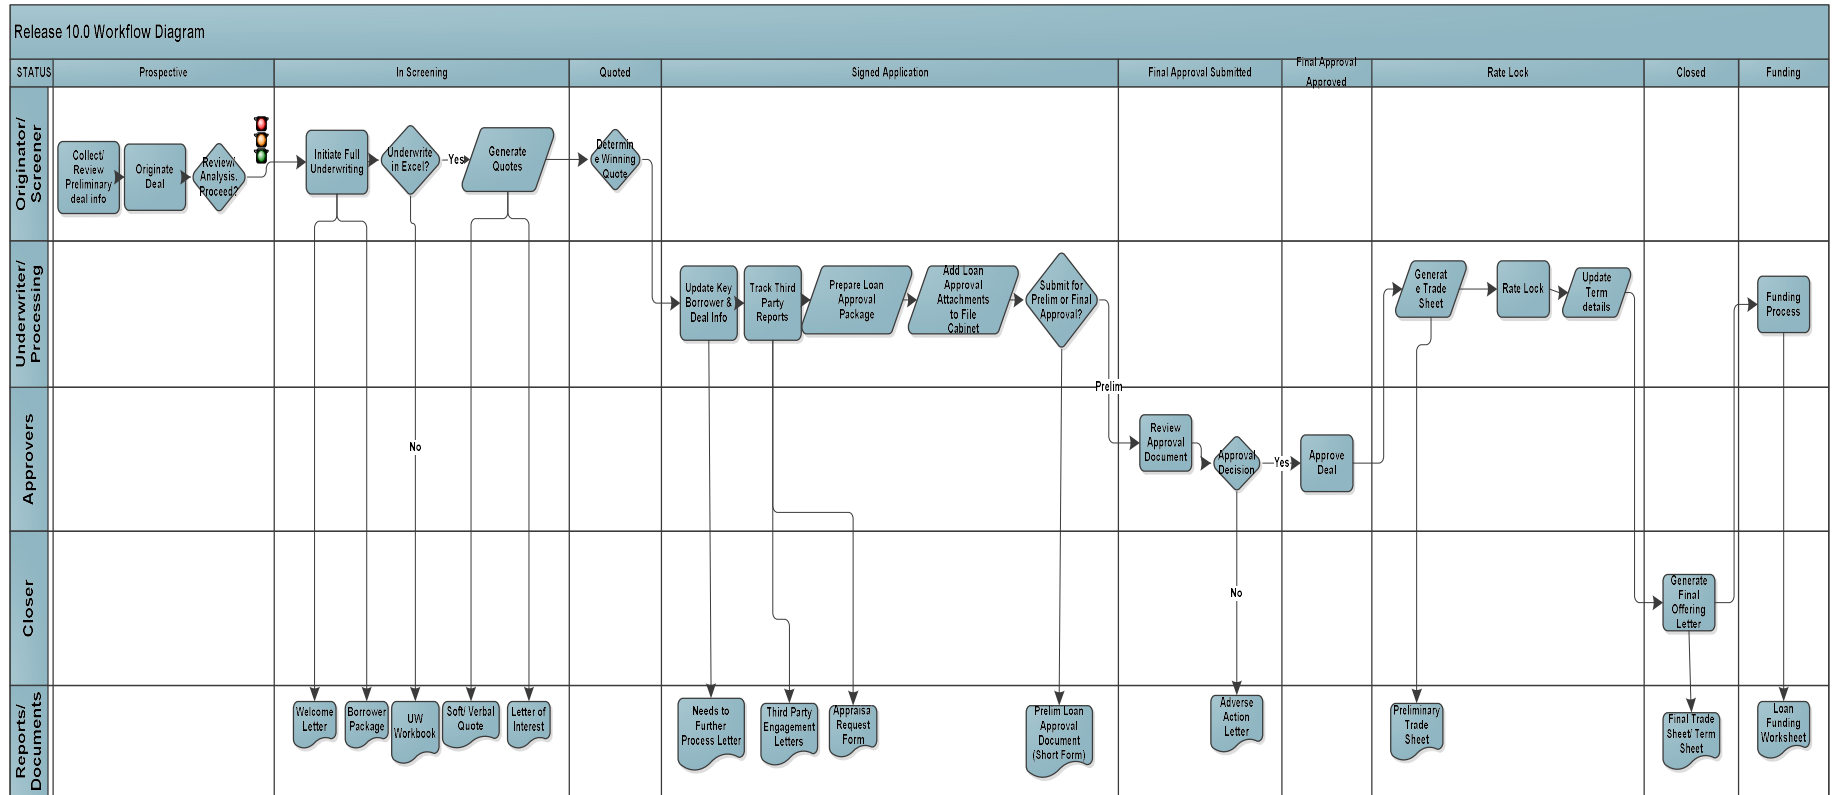 Release 10.0 Workflow Diagram
STATUS
Prospective
In Screening
Quoted
Signed Application
Final Approval Submitted
Final Approval
Approved
Rate Lock
Closed
Funding
Originator/
Screener
Collect/
Review
Preliminary
deal info
Originate
Deal
Review/
Analysis.
Proceed?
Initiate Full
Underwriting
Underwrite
in Excel?
Yes
Generate
Quotes
Determin
e Winning
Quote
Underwriter/
Processing
Update Key
Borrower &
Deal Info
Track Third
Party
Reports
Prepare Loan
Approval
Package
Add Loan
Approval
Attachments
to File
Cabinet
Submit for
Prelim or Final
Approval?
Generat
e Trade
Sheet
Rate Lock
Update
Term
details
Funding
Process
Prelim
Approvers
No
Review
Approval
Document
Approval
Decision
Yes
Approve
Deal
Closer
No
Generate
Final
Offering
Letter
Reports/
Documents
Welcome
Letter
Borrower
Package
UW
Workbook
Soft/ Verbal
Quote
Letter of
Interest
Needs to
Further
Process Letter
Third Party
Engagement
Letters
Appraisa
Request
Form
Prelim Loan
Approval
Document
(Short Form)
Adverse
Action
Letter
Preliminary
Trade
Sheet
Final Trade
Sheet/ Term
Sheet
Loan
Funding
Worksheet